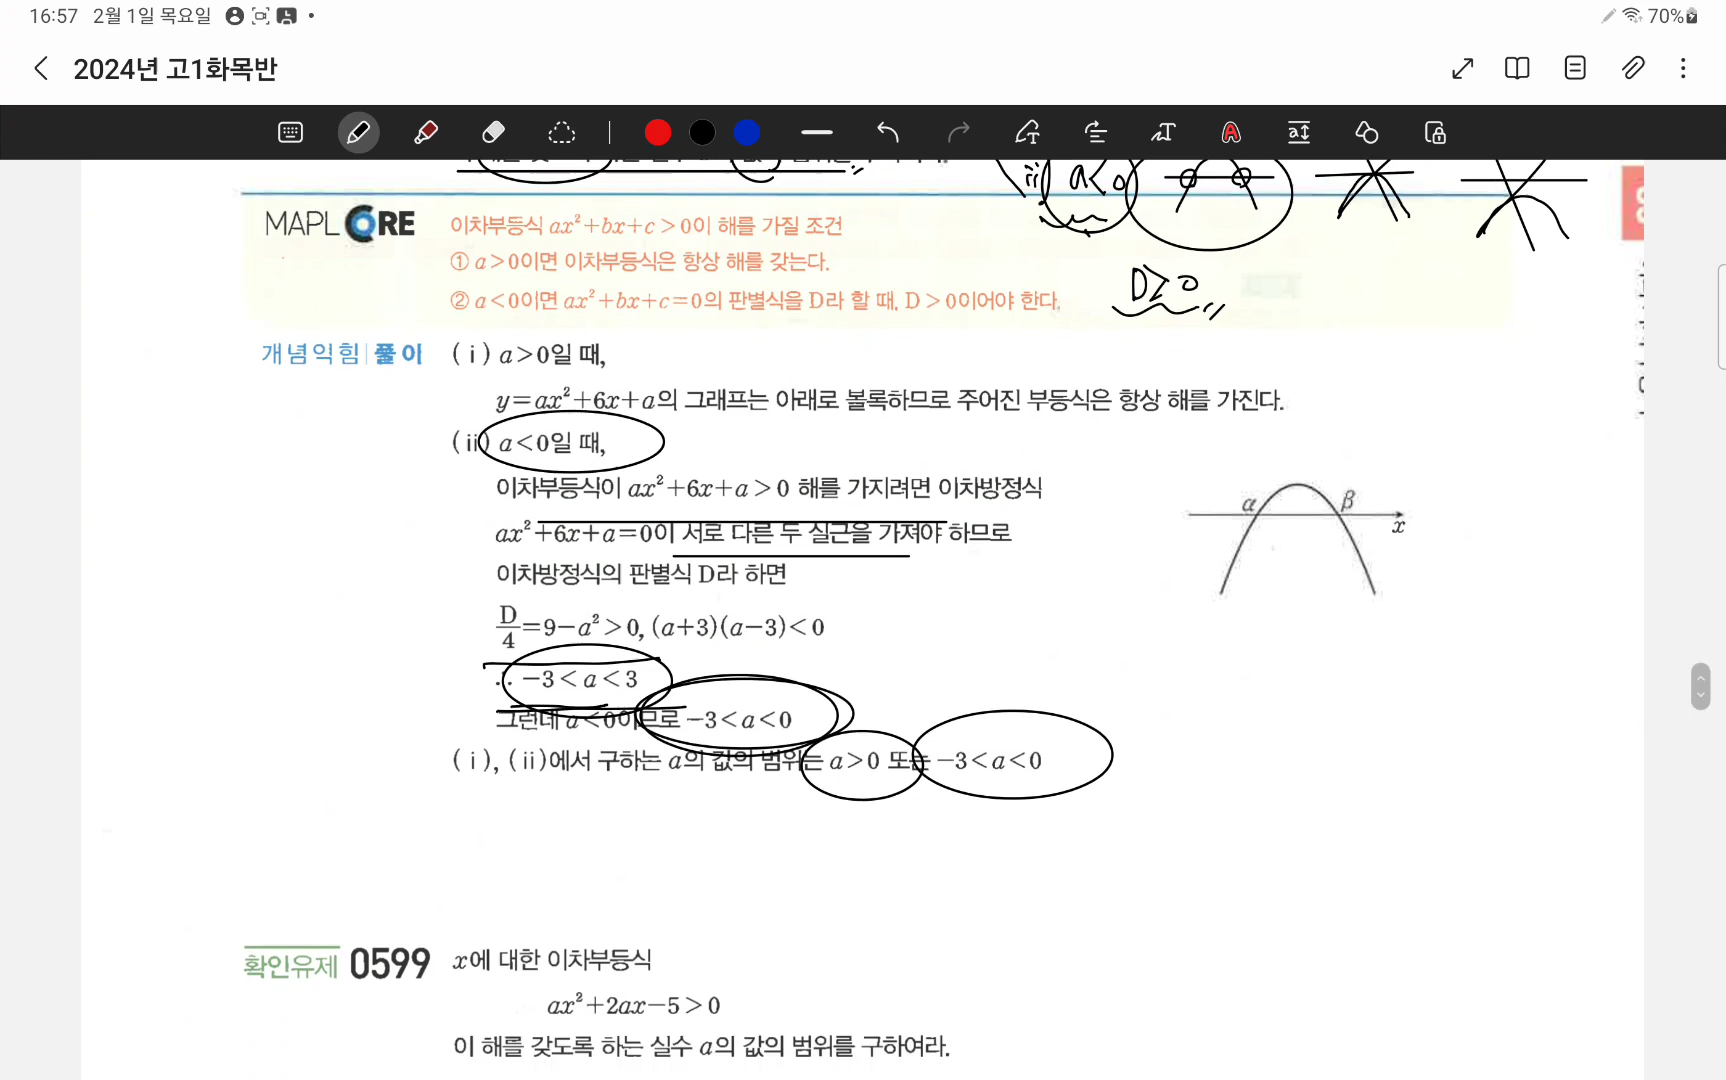 16:57 2월 1일 목요일
70%
2024년 고1화목반
ii) a<0
MAPL CORE
이차부등식 ax²+bx+c>0이 해를 가질 조건
① a>0이면 이차부등식은 항상 해를 갖는다.
② a<0이면 ax²+bx+c=0의 판별식을 D라 할 때, D>0이어야 한다.
D>0
개념익힘|풀이
(ⅰ) a>0일 때,
y=ax²+6x+a의 그래프는 아래로 볼록하므로 주어진 부등식은 항상 해를 가진다.
(ⅱ) a<0일 때,
이차부등식이 ax²+6x+a>0 해를 가지려면 이차방정식
ax²+6x+a=0이 서로 다른 두 실근을 가져야 하므로
이차방정식의 판별식 D라 하면
D/4=9-a²>0, (a+3)(a-3)<0
∴ -3<a<3
그런데 a<0이므로 -3<a<0
(ⅰ), (ⅱ)에서 구하는 a의 값의 범위는 a>0 또는 -3<a<0
α β x
확인유제 0599
x에 대한 이차부등식
ax²+2ax-5>0
이 해를 갖도록 하는 실수 a의 값의 범위를 구하여라.